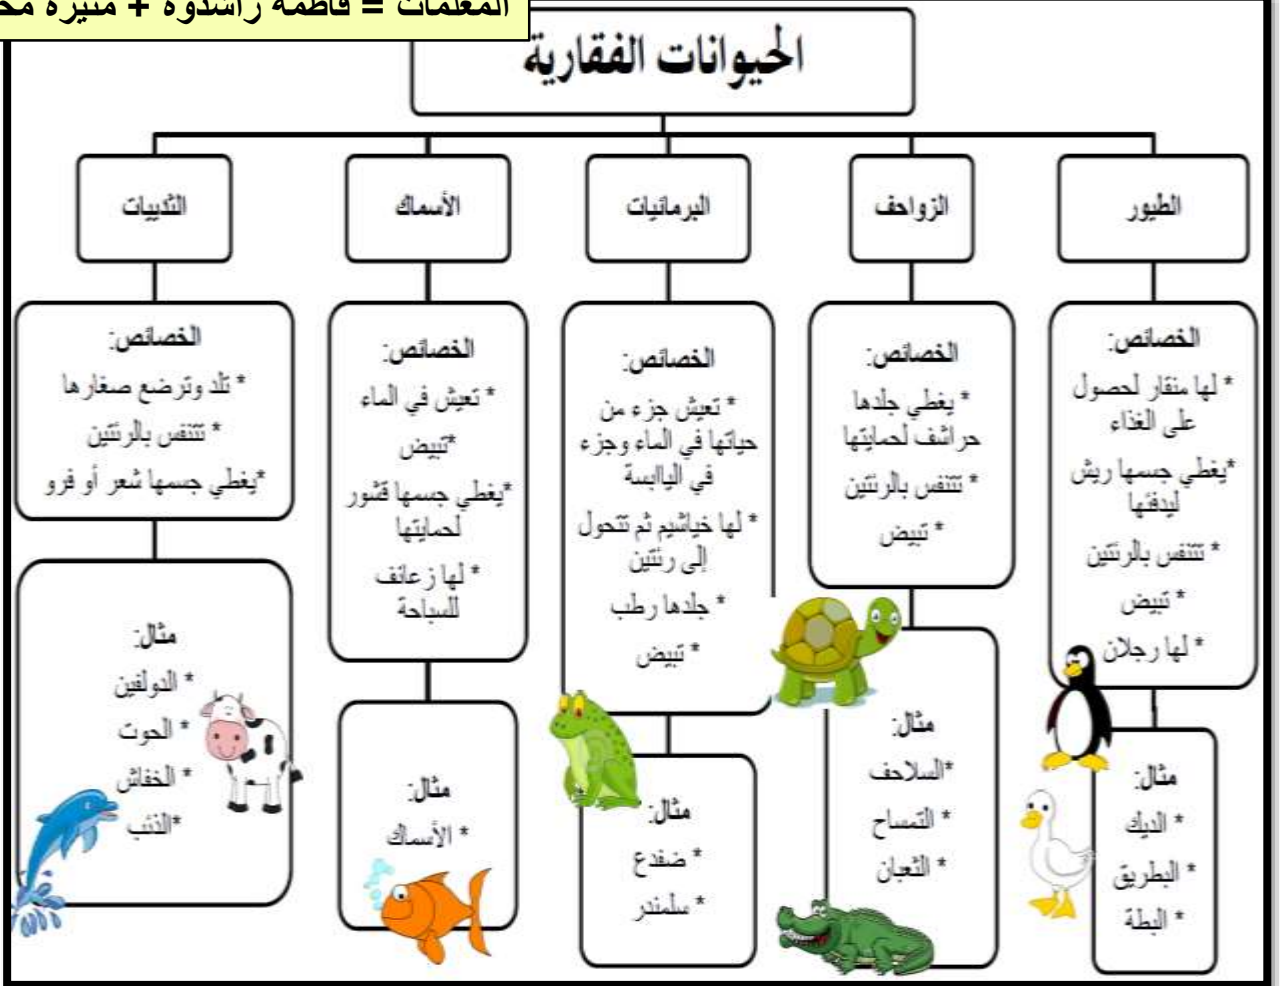 المعلمات = فاطمة راشدوه + منيرة
الحيوانات الفقارية
الطيور
الزواحف
البرمائيات
الأسماك
الثدييات
الخصائص:
* لها منقار لحصول
على الغذاء
*يغطي جسمها ريش
ليدفئها
* تتنفس بالرئتين
* تبيض
* لها رجلان
مثال:
* الديك
* البطريق
* البطة
الخصائص:
* يغطي جلدها
حراشف لحمايتها
* تتنفس بالرئتين
* تبيض
مثال:
*السلاحف
* التمساح
* الثعبان
الخصائص:
* تعيش جزء من
حياتها في الماء وجزء
في الياابسة
* لها خياشيم ثم تتحول
إلى رئتين
* جلدها رطب
* تبيض
مثال:
* ضفدع
* سلمندر
الخصائص:
* تعيش في الماء
*تبيض
*يغطي جسمها قشور
لحمايتها
* لها زعانف
للسباحة
مثال:
* الأسماك
الخصائص:
* تلد وترضع صغارها
* تتنفس بالرئتين
*يغطي جسمها شعر أو فرو
مثال:
* الدولفين
* الحوت
* الخفاش
*الذئب